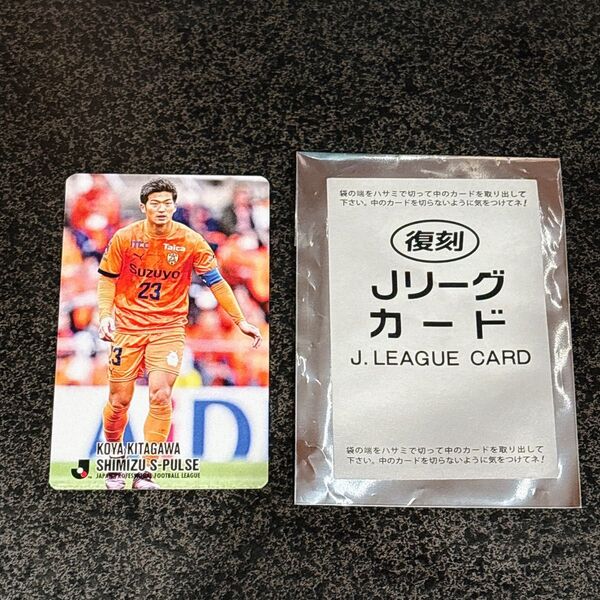 Taica
Suzuyo
23
23
AD
KOYA KITAGAWA
SHIMIZU S-PULSE
JAPAN PROFESSIONAL FOOTBALL LEAGUE
袋の端をハサミで切って中のカードを取り出して
下さい。中のカードを切らないように気をつけてネ!
復刻
Jリーグ
カード
J. LEAGUE CARD
袋の端をハサミで切って中のカードを取り出して
下さい。中のカードを切らないように気をつけてネ!